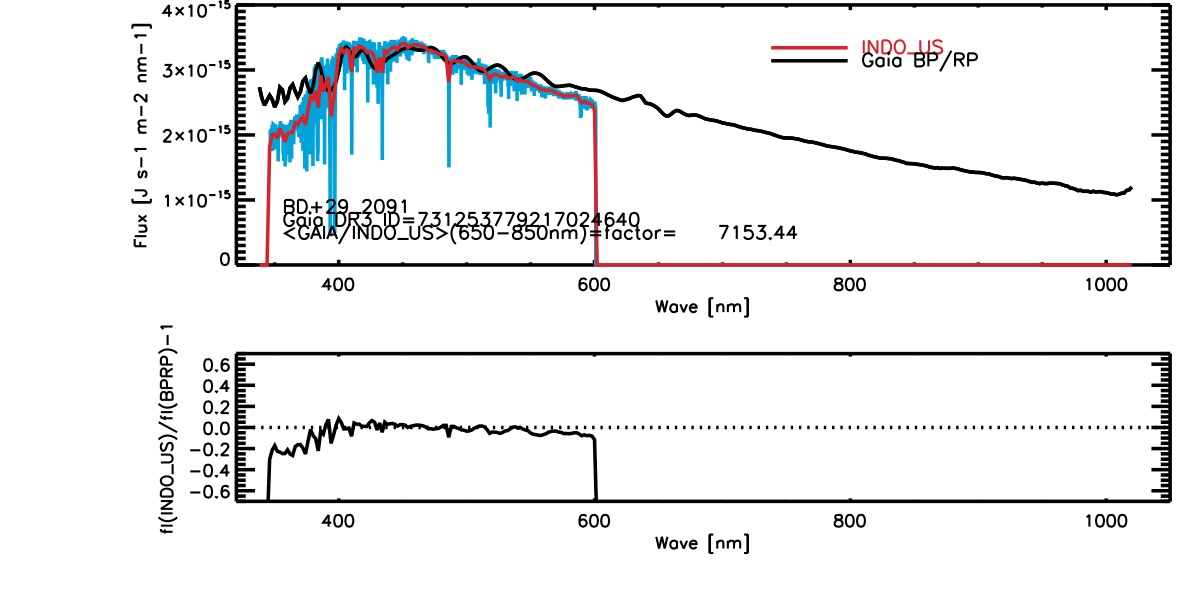 4×10−15
3×10−15
2×10−15
1×10−15
0
Flux [J s−1 m−2 nm−1]
INDO_US
Gaia BP/RP
BD+29_2091
Gaia DR3 ID=731253779217024640
<GAIA/INDO_US>(650−850nm)=factor= 7153.44
400 600 800 1000
Wave [nm]
fl(INDO_US)/fl(BPRP)−1
0.6
0.4
0.2
0.0
−0.2
−0.4
−0.6
400 600 800 1000
Wave [nm]